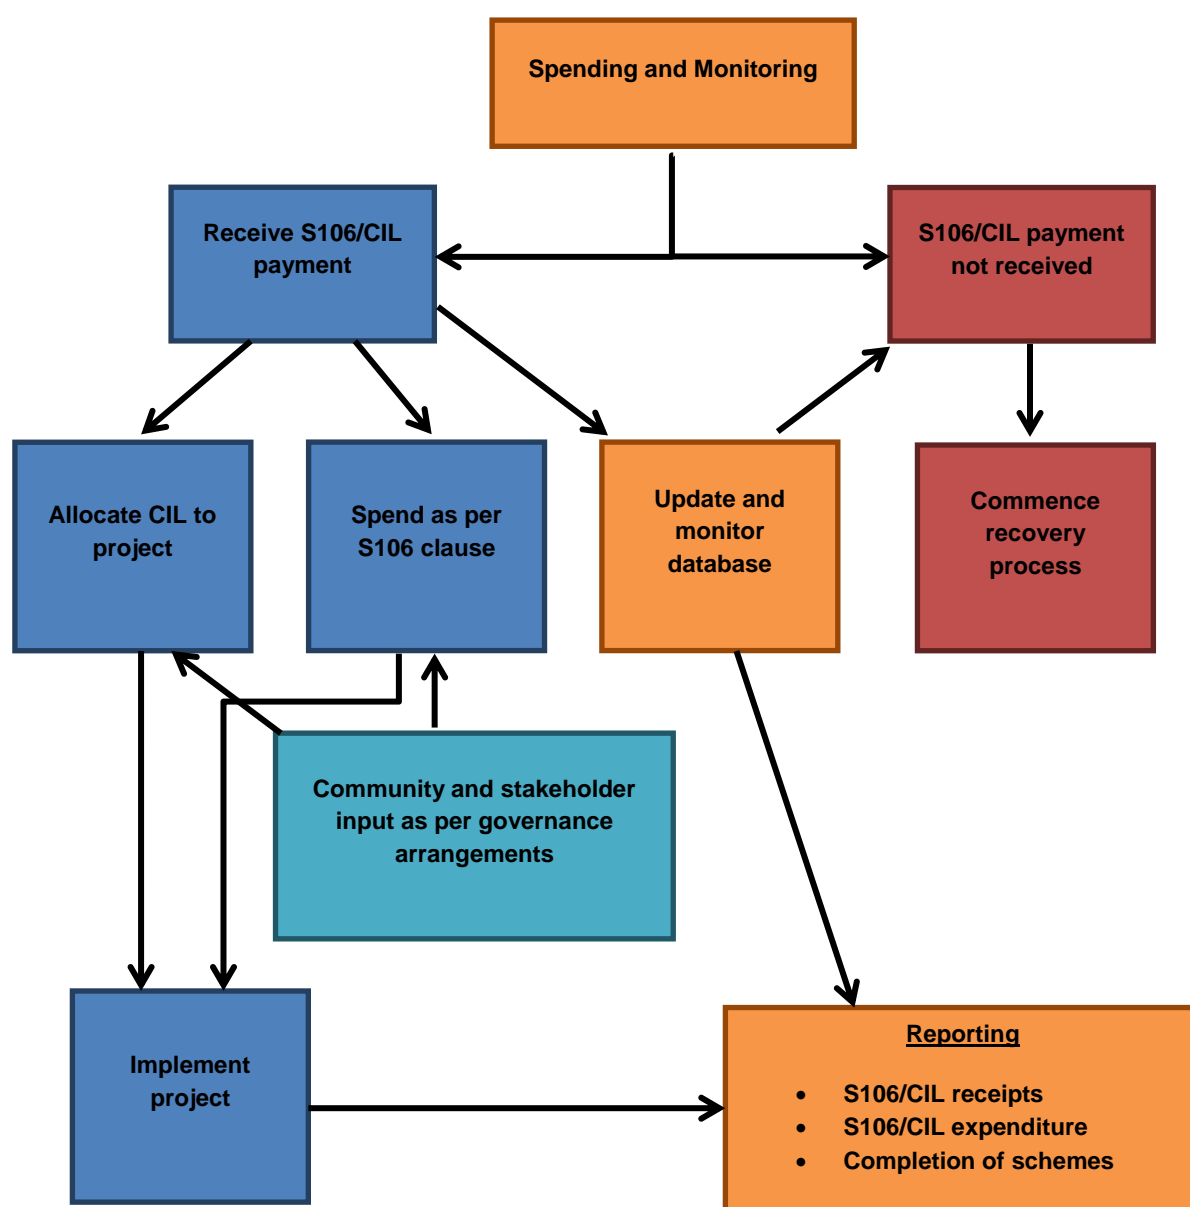 Spending and Monitoring
Receive S106/CIL
payment
S106/CIL payment
not received
Allocate CIL to
project
Spend as per
S106 clause
Update and
monitor
database
Commence
recovery
process
Community and stakeholder
input as per governance
arrangements
Implement
project
Reporting
• S106/CIL receipts
• S106/CIL expenditure
• Completion of schemes